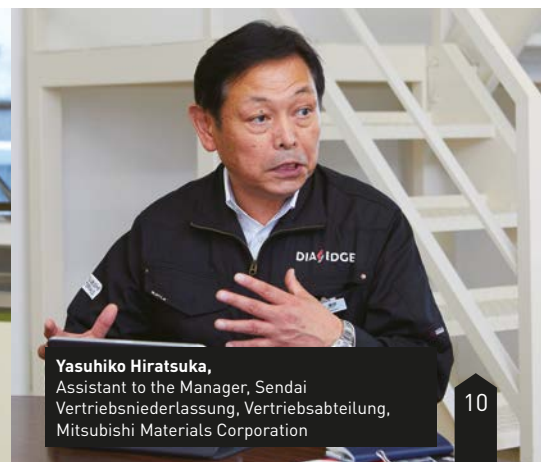 DIAEDGE
Yasuhiko Hiratsuka,
Assistant to the Manager, Sendai
Vertriebsniederlassung, Vertriebsabteilung,
Mitsubishi Materials Corporation
10